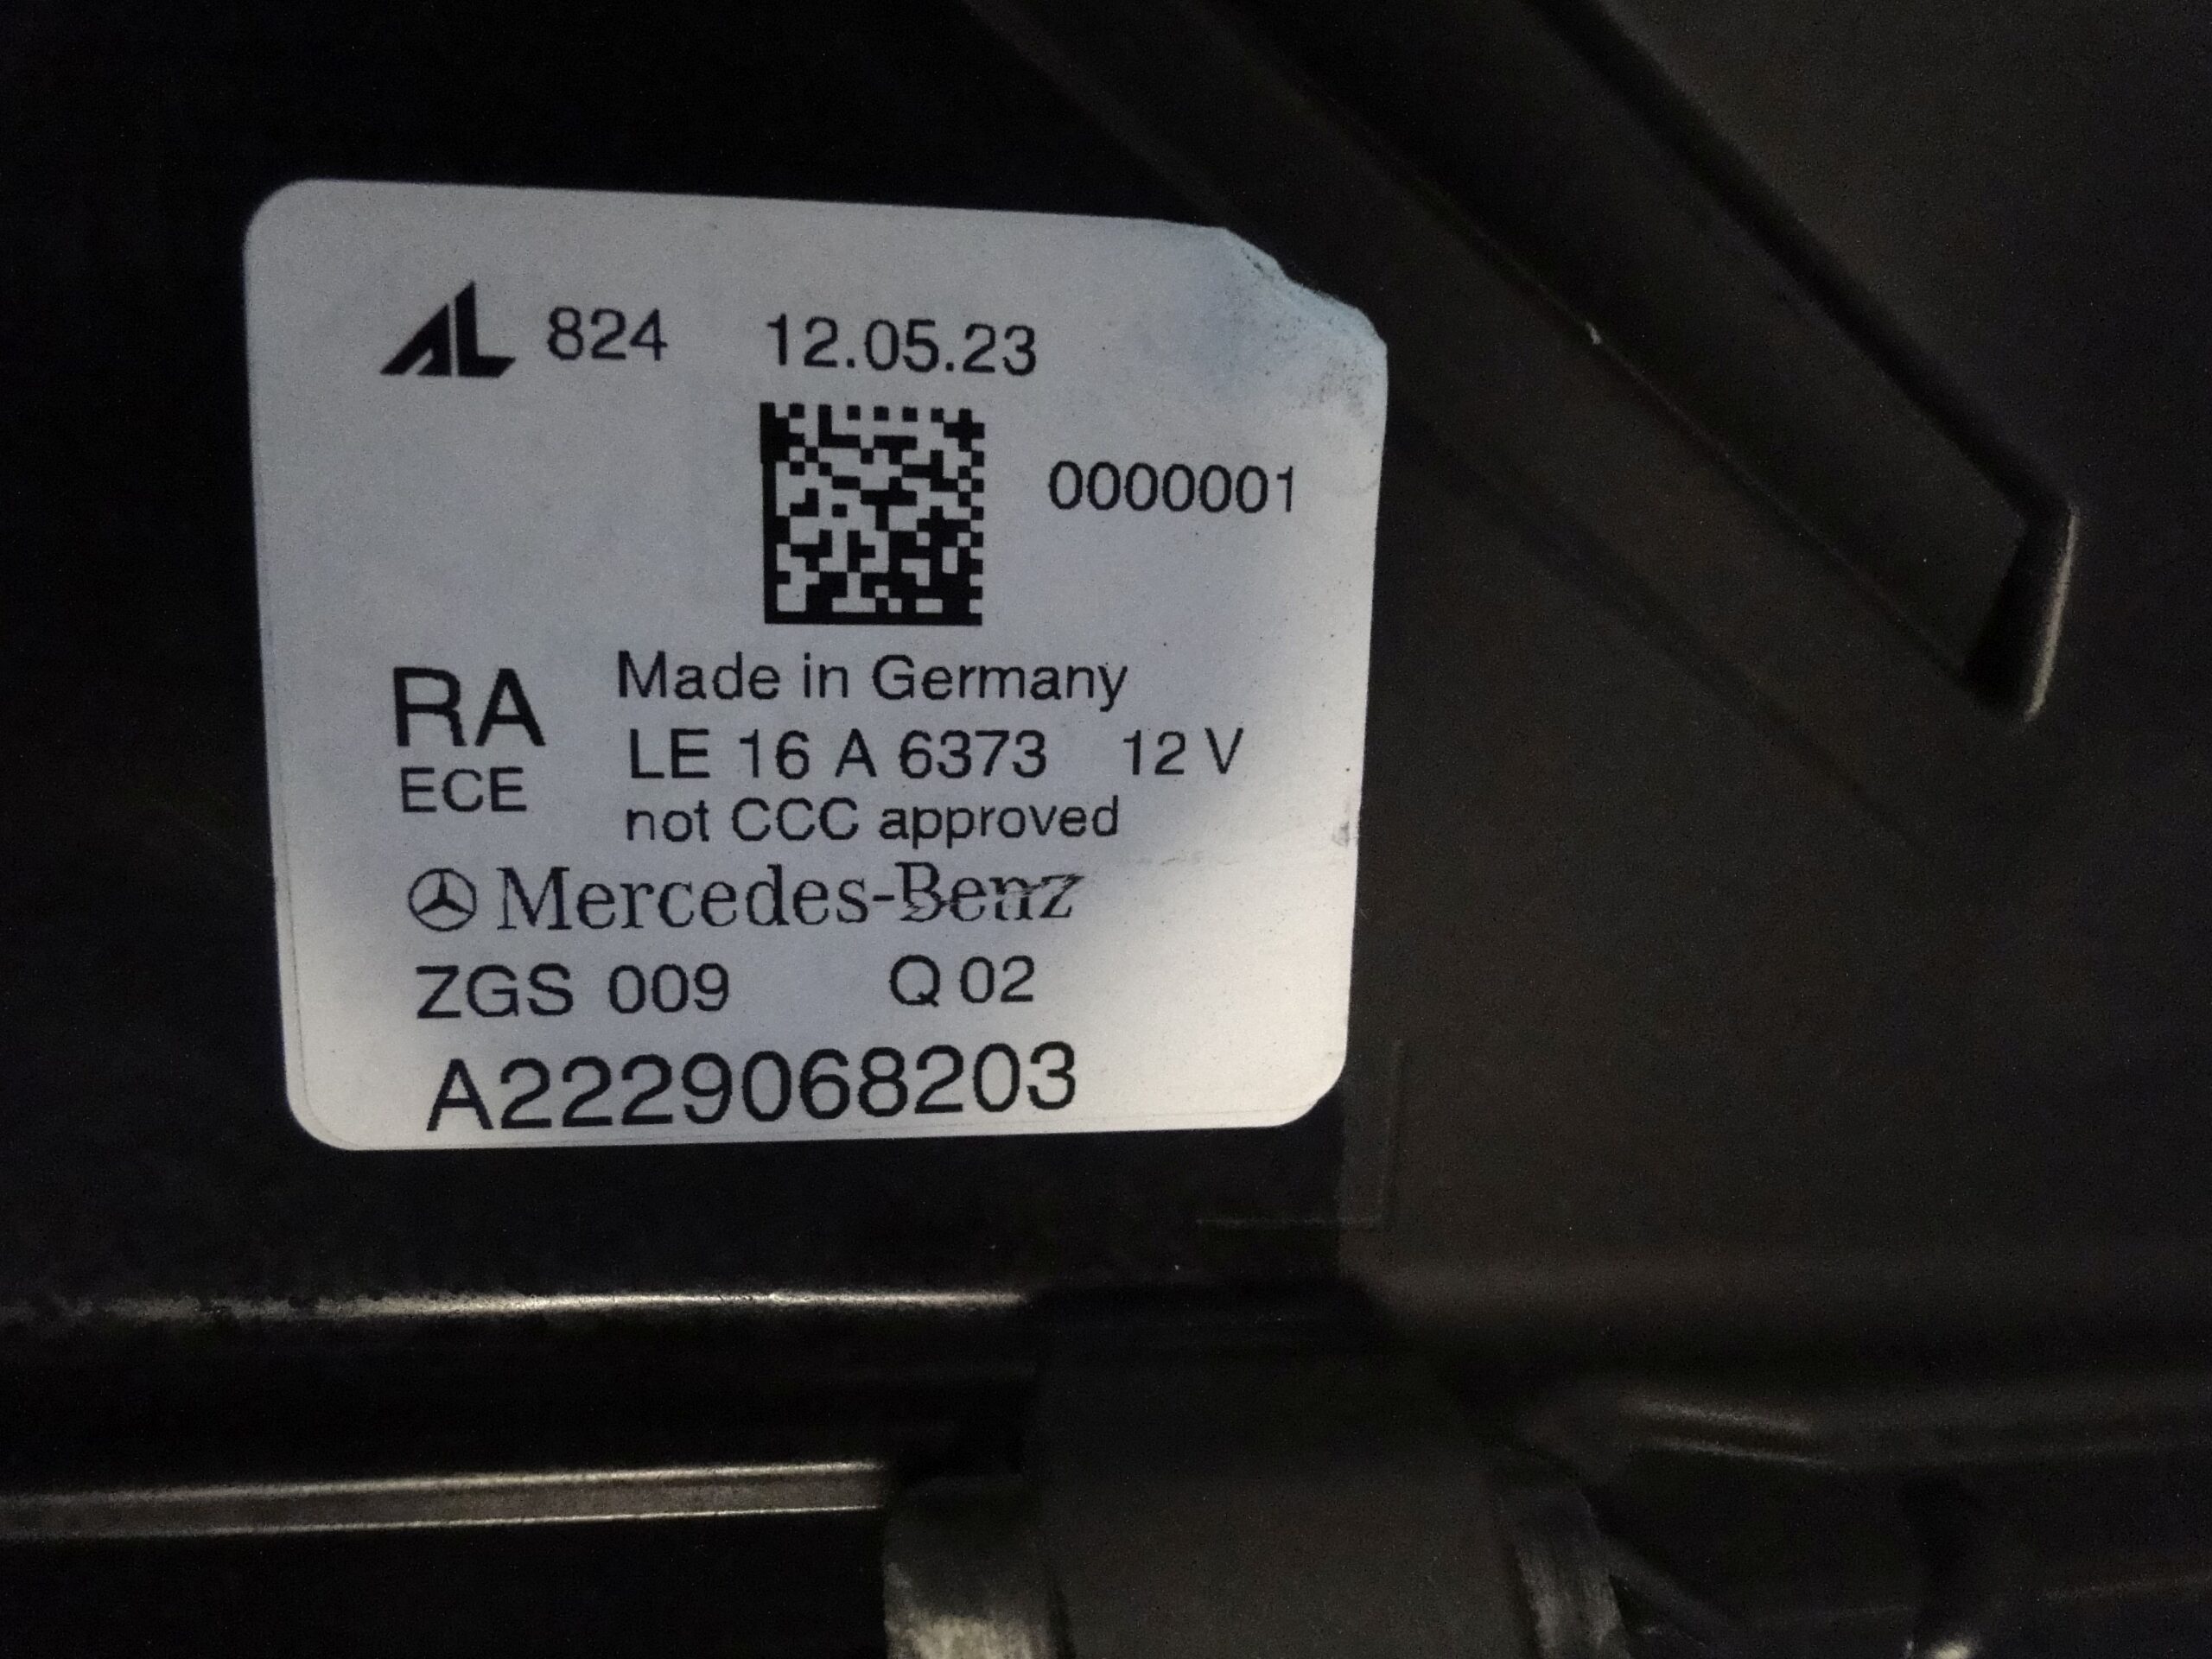 AL 824 12.05.23
0000001
RA Made in Germany
LE 16 A 6373 12 V
ECE
not CCC approved
Mercedes-Benz
ZGS 009 Q 02
A2229068203